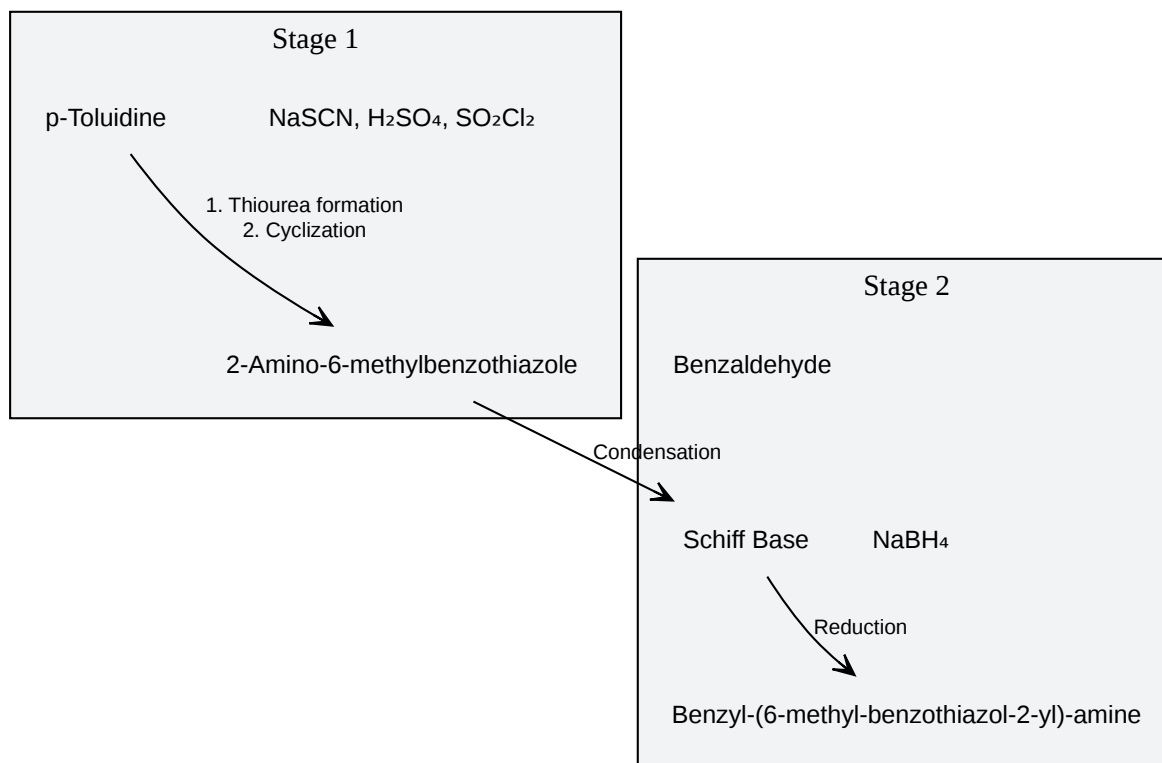 Stage 1
p-Toluidine
NaSCN, H₂SO₄, SO₂Cl₂
1. Thiourea formation
2. Cyclization
2-Amino-6-methylbenzothiazole
Stage 2
Benzaldehyde
Condensation
Schiff Base
NaBH₄
Reduction
Benzyl-(6-methyl-benzothiazol-2-yl)-amine